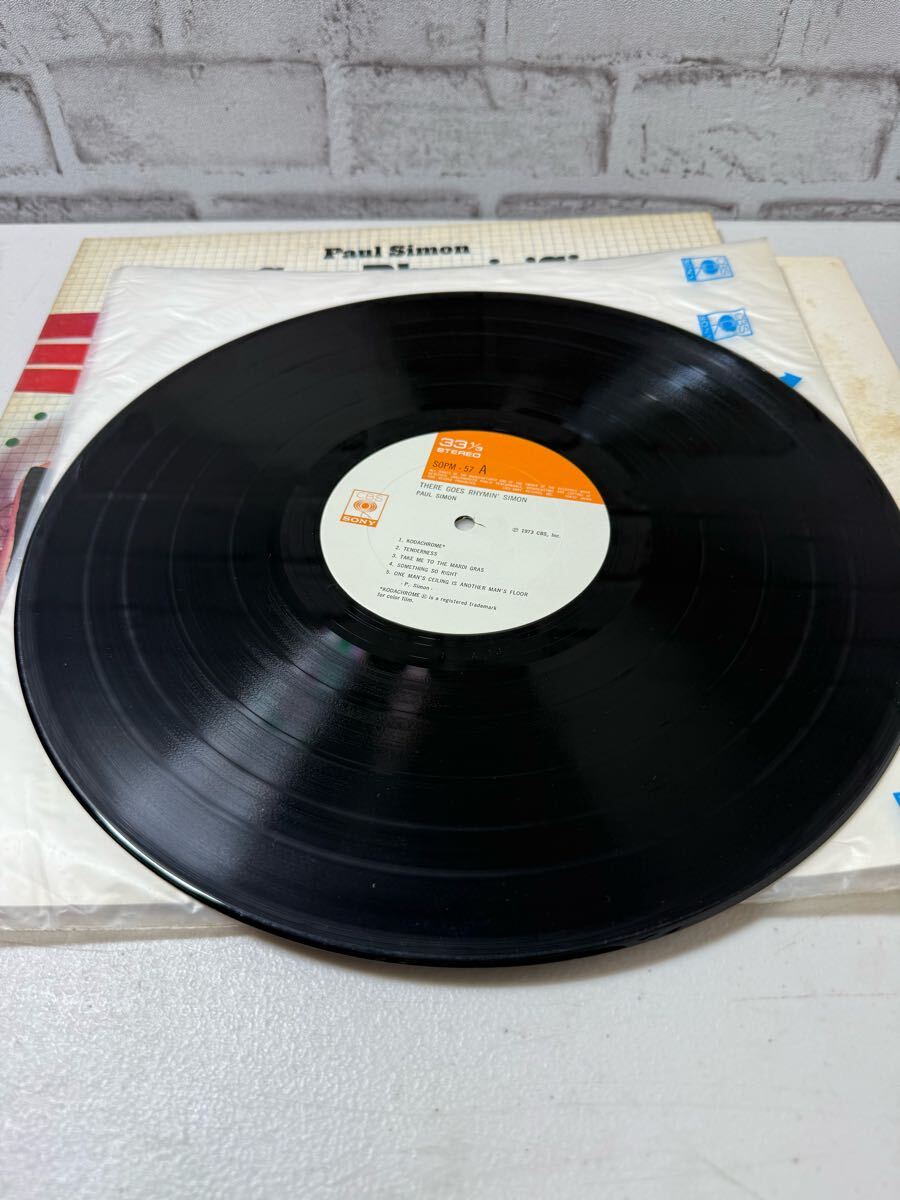 Paul Simon
33 1/3
STEREO
SOPM - 57 A
THERE GOES RHYMIN' SIMON
PAUL SIMON
CBS
SONY
℗ 1973 CBS, Inc.
1. KODACHROME*
2. TENDERNESS
3. TAKE ME TO THE MARDI GRAS
4. SOMETHING SO RIGHT
5. ONE MAN'S CEILING IS ANOTHER MAN'S FLOOR
- P. Simon -
*KODACHROME ® is a registered trademark
for color film.